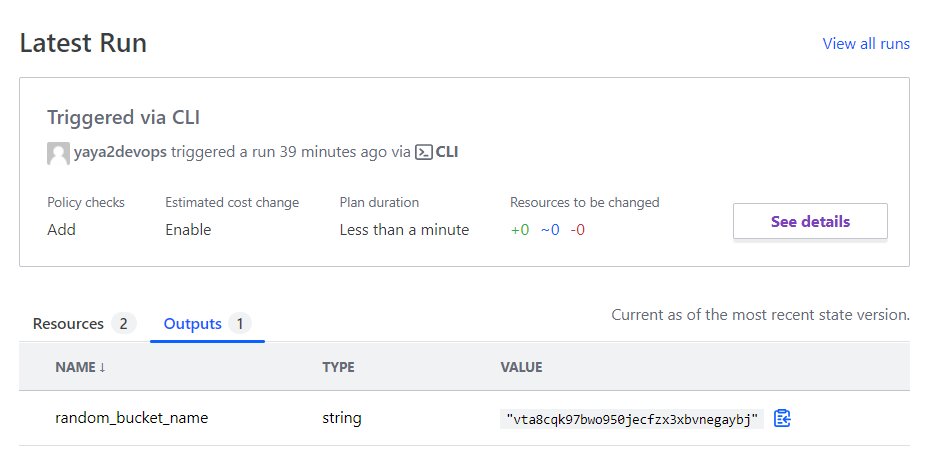 Latest Run
View all runs
Triggered via CLI
yaya2devops triggered a run 39 minutes ago via CLI
Policy checks Estimated cost change Plan duration Resources to be changed
Add Enable Less than a minute +0 ~0 -0
See details
Resources 2 Outputs 1
Current as of the most recent state version.
NAME ↓ TYPE VALUE
random_bucket_name string "vta8cqk97bwo950jecfzx3xbvnegaybj"